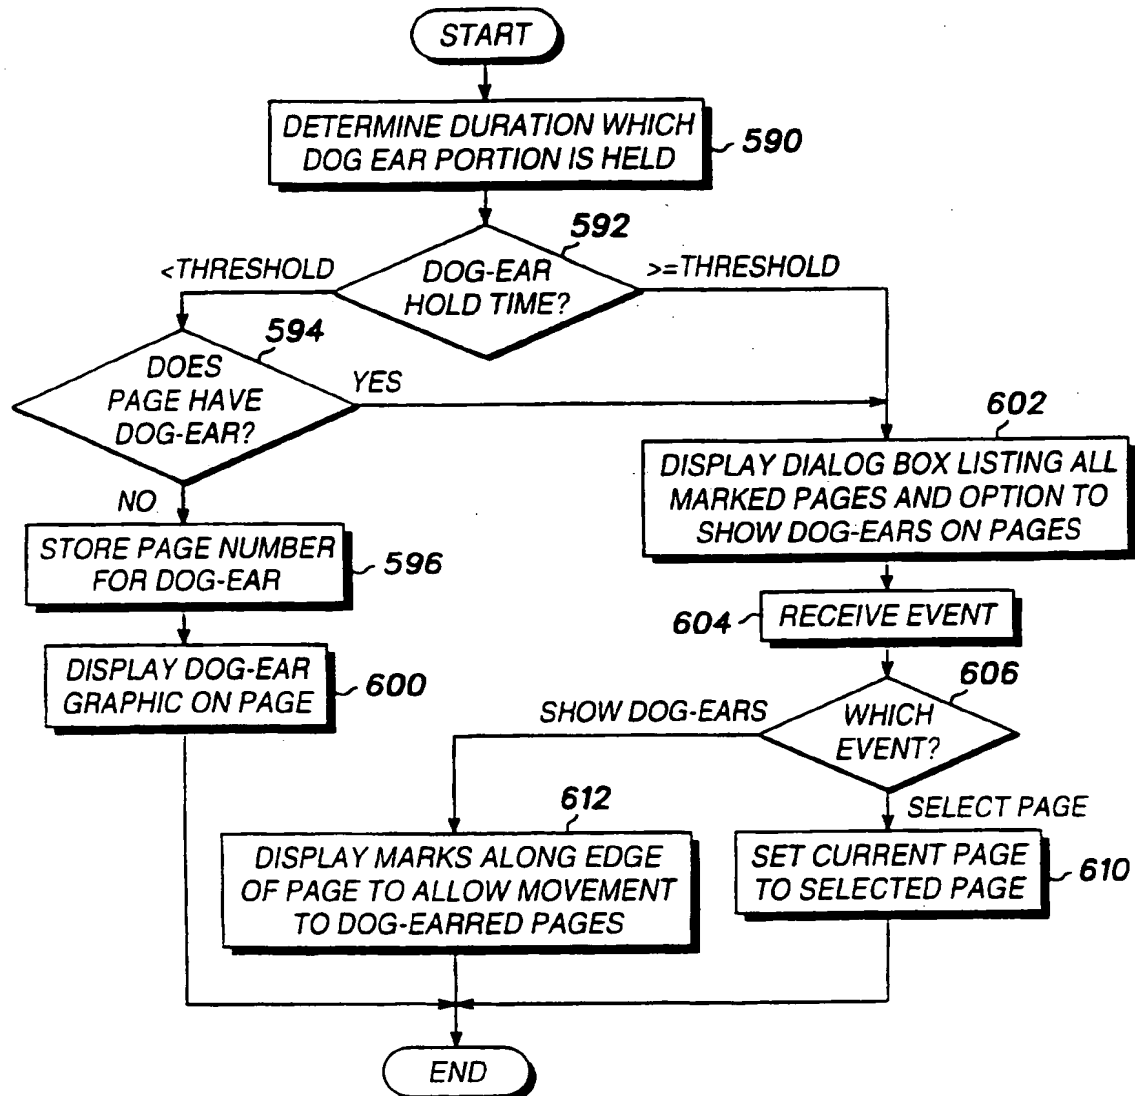 START
DETERMINE DURATION WHICH
DOG EAR PORTION IS HELD
590
592
<THRESHOLD
DOG-EAR
HOLD TIME?
>=THRESHOLD
594
DOES
PAGE HAVE
DOG-EAR?
YES
NO
602
DISPLAY DIALOG BOX LISTING ALL
MARKED PAGES AND OPTION TO
SHOW DOG-EARS ON PAGES
STORE PAGE NUMBER
FOR DOG-EAR
596
604
RECEIVE EVENT
DISPLAY DOG-EAR
GRAPHIC ON PAGE
600
606
SHOW DOG-EARS
WHICH
EVENT?
SELECT PAGE
612
DISPLAY MARKS ALONG EDGE
OF PAGE TO ALLOW MOVEMENT
TO DOG-EARRED PAGES
SET CURRENT PAGE
TO SELECTED PAGE
610
END